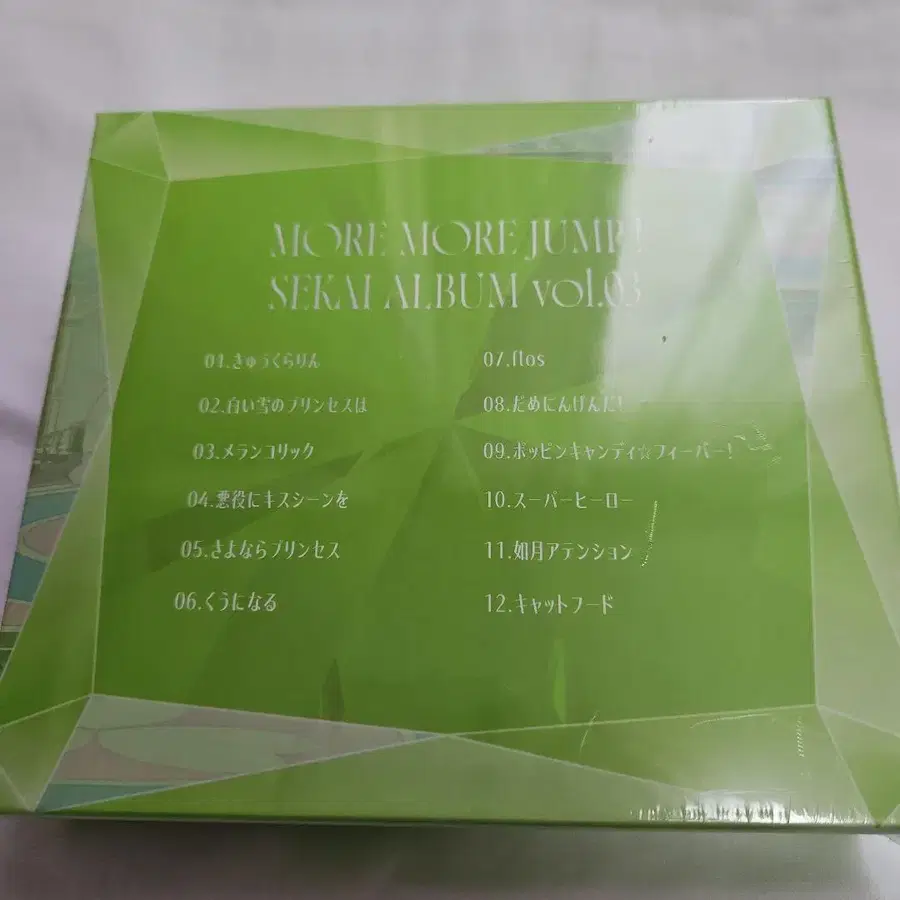 MORE MORE JUMP!
SEKAI ALBUM vol.03
01.きゅうくらりん
02.白い雪のプリンセスは
03.メランコリック
04.悪役にキスシーンを
05.さよならプリンセス
06.くうになる
07.flos
08.だめにんげんだ!
09.ポッピンキャンディ☆フィーバー!
10.スーパーヒーロー
11.如月アテンション
12.キャットフード